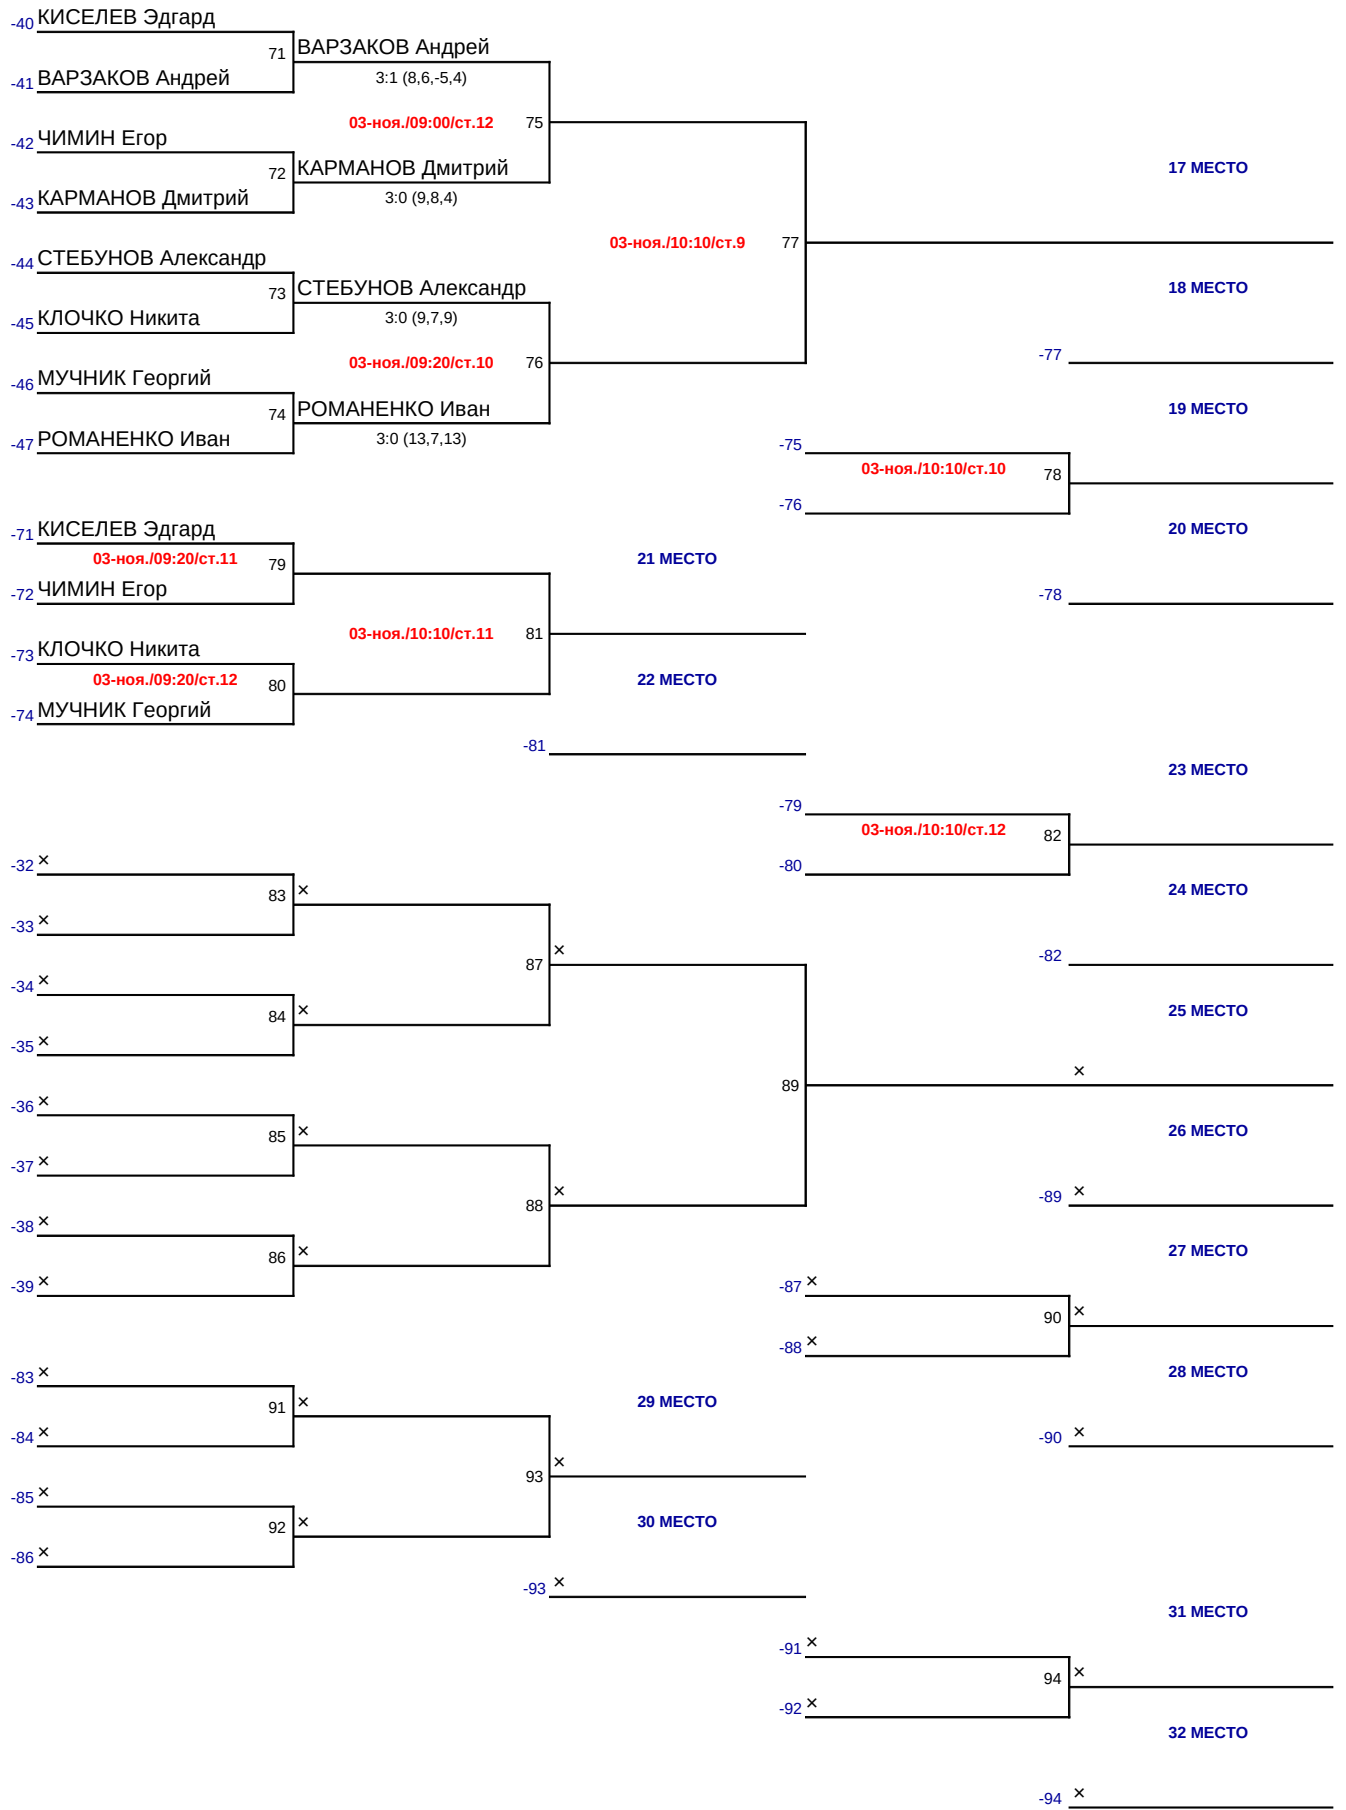 -40 КИСЕЛЕВ Эдгард
71 ВАРЗАКОВ Андрей
-41 ВАРЗАКОВ Андрей
3:1 (8,6,-5,4)
03-ноя./09:00/ст.12 75
-42 ЧИМИН Егор
72 КАРМАНОВ Дмитрий
17 МЕСТО
-43 КАРМАНОВ Дмитрий
3:0 (9,8,4)
03-ноя./10:10/ст.9 77
-44 СТЕБУНОВ Александр
73 СТЕБУНОВ Александр
18 МЕСТО
-45 КЛОЧКО Никита
3:0 (9,7,9)
-77
03-ноя./09:20/ст.10 76
-46 МУЧНИК Георгий
74 РОМАНЕНКО Иван
19 МЕСТО
-47 РОМАНЕНКО Иван
3:0 (13,7,13)
-75
03-ноя./10:10/ст.10 78
-76
-71 КИСЕЛЕВ Эдгард
20 МЕСТО
03-ноя./09:20/ст.11 79
21 МЕСТО
-72 ЧИМИН Егор
-78
03-ноя./10:10/ст.11 81
-73 КЛОЧКО Никита
03-ноя./09:20/ст.12 80
22 МЕСТО
-74 МУЧНИК Георгий
-81
23 МЕСТО
-79
03-ноя./10:10/ст.12 82
-32 ×
-80
83 ×
24 МЕСТО
-33 ×
87 ×
-82
-34 ×
84 ×
25 МЕСТО
-35 ×
89 ×
-36 ×
85 ×
26 МЕСТО
-37 ×
88 ×
-89 ×
-38 ×
86 ×
27 МЕСТО
-39 ×
-87 ×
90 ×
-88 ×
-83 ×
28 МЕСТО
91 ×
29 МЕСТО
-84 ×
-90 ×
93 ×
-85 ×
92 ×
30 МЕСТО
-86 ×
-93 ×
31 МЕСТО
-91 ×
94 ×
-92 ×
32 МЕСТО
-94 ×